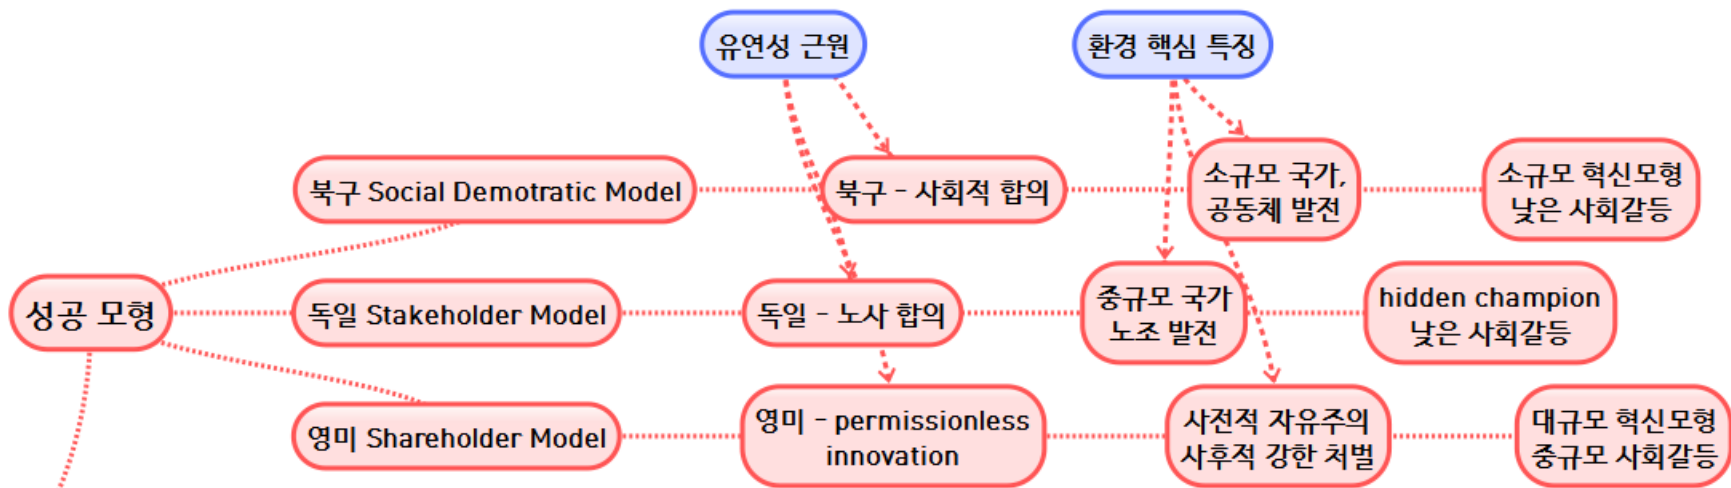 유연성 근원
환경 핵심 특징
북구 Social Demotratic Model
북구 - 사회적 합의
소규모 국가,
공동체 발전
소규모 혁신모형
낮은 사회갈등
성공 모형
독일 Stakeholder Model
독일 - 노사 합의
중규모 국가
노조 발전
hidden champion
낮은 사회갈등
영미 Shareholder Model
영미 - permissionless
innovation
사전적 자유주의
사후적 강한 처벌
대규모 혁신모형
중규모 사회갈등